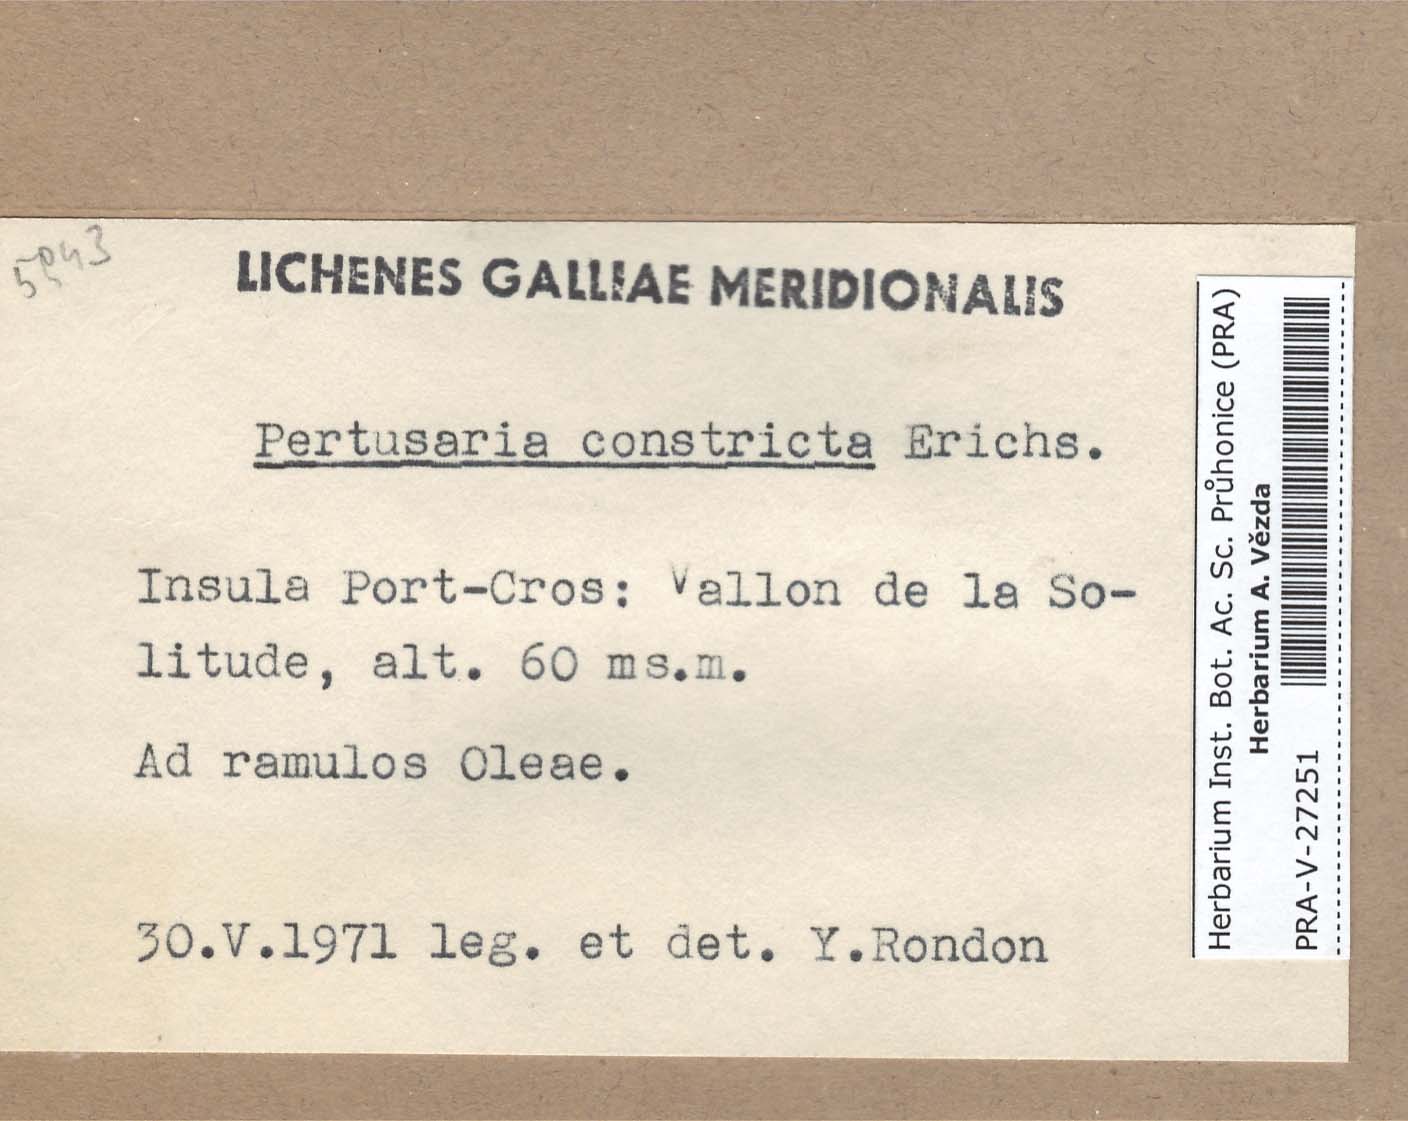 LICHENES GALLIAE MERIDIONALIS
Pertusaria constricta Erichs.
Insula Port-Cros: Vallon de la So-
litude, alt. 60 ms.m.
Ad ramulos Oleae.
30.V.1971 leg. et det. Y.Rondon
Herbarium Inst. Bot. Ac. Sc. Průhonice (PRA)
Herbarium A. Vězda
PRA-V-27251